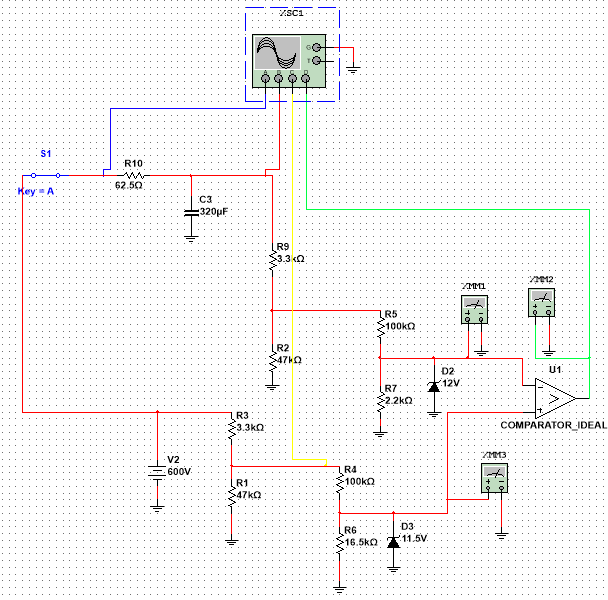 XSC1
G
T
A B C D
S1
Key = A
R10
62.5Ω
C3
320µF
R9
3.3kΩ
R2
47kΩ
R5
100kΩ
XMM1
XMM2
D2
12V
R7
2.2kΩ
U1
COMPARATOR_IDEAL
R3
3.3kΩ
V2
600V
R1
47kΩ
R4
100kΩ
XMM3
R6
16.5kΩ
D3
11.5V